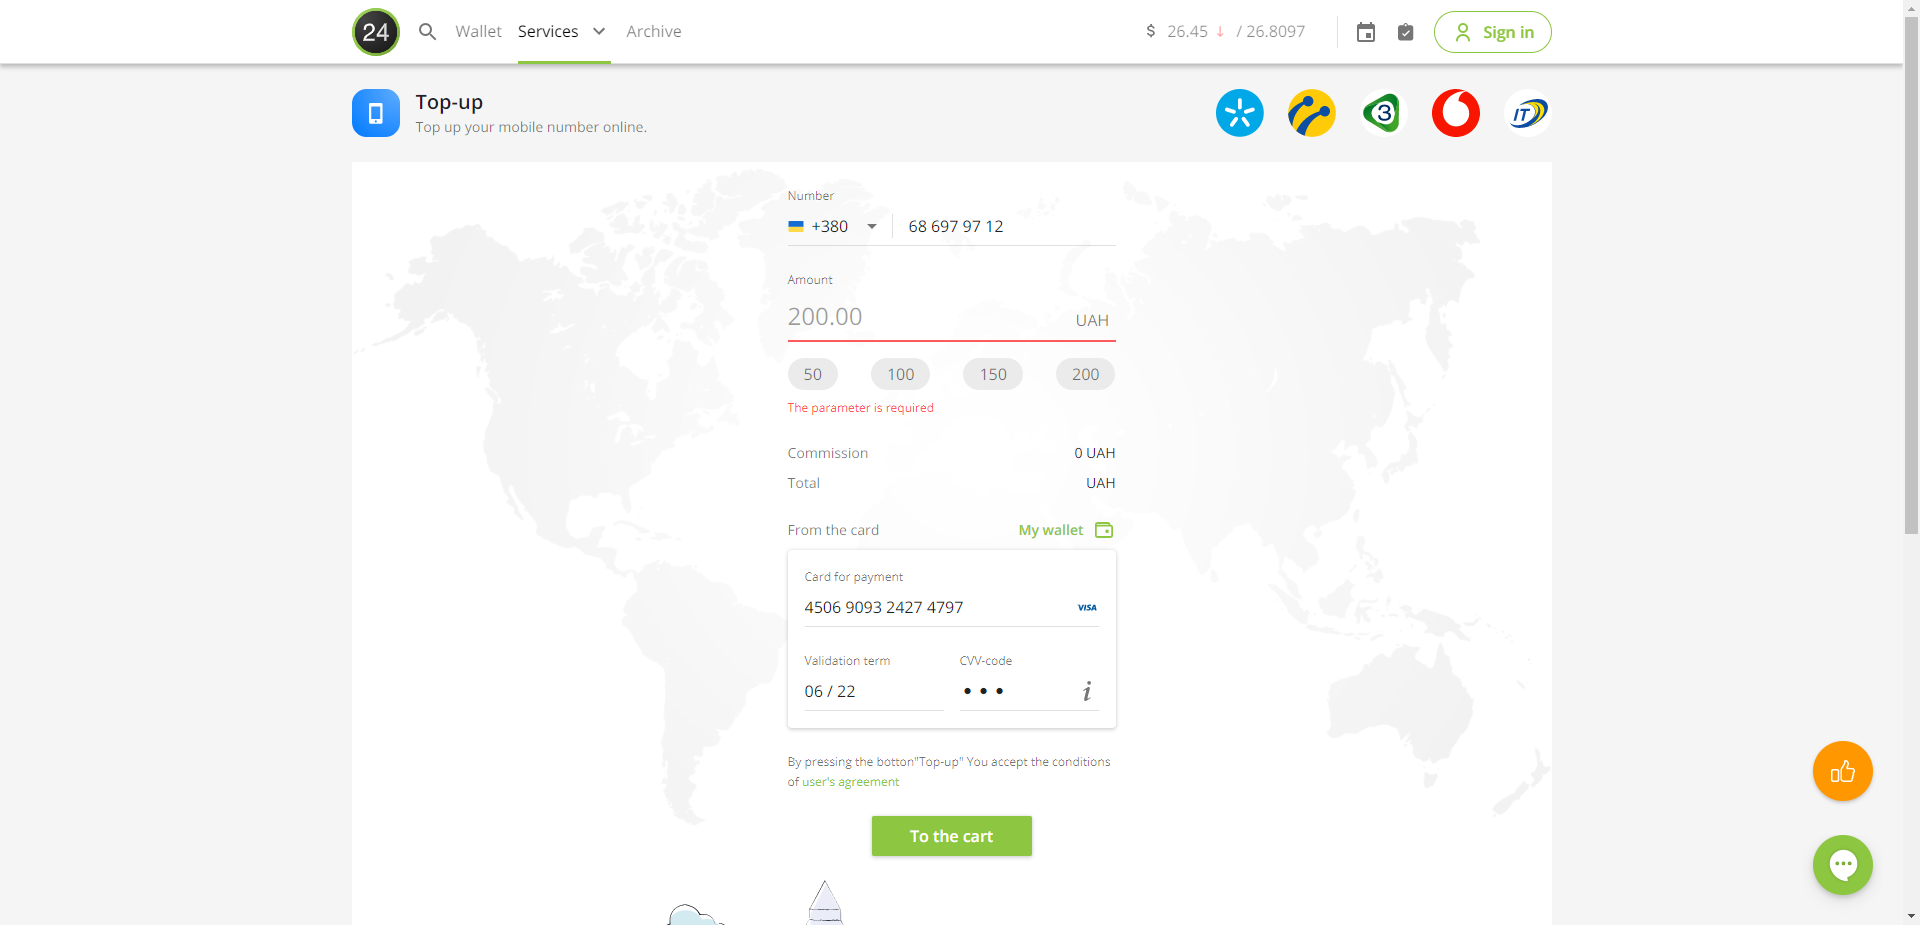 24 Wallet Services Archive $ 26.45 ↓ / 26.8097 Sign in
Top-up
Top up your mobile number online.
3
IT
Number
+380 68 697 97 12
Amount
200.00 UAH
50 100 150 200
The parameter is required
Commission 0 UAH
Total UAH
From the card My wallet
Card for payment
4506 9093 2427 4797 VISA
Validation term CVV-code
06 / 22 • • • i
By pressing the botton"Top-up" You accept the conditions
of user's agreement
To the cart